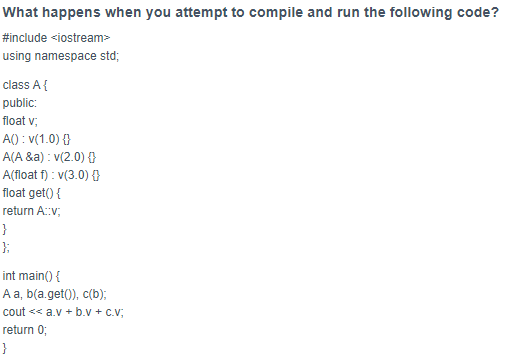 What happens when you attempt to compile and run the following code?
#include <iostream>
using namespace std;
class A {
public:
float v;
A() : v(1.0) {}
A(A &a) : v(2.0) {}
A(float f) : v(3.0) {}
float get() {
return A::v;
}
};
int main() {
A a, b(a.get()), c(b);
cout << a.v + b.v + c.v;
return 0;
}